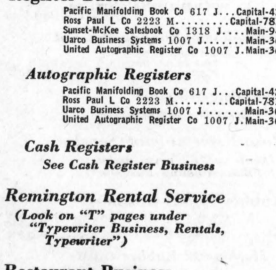 Pacific Manifolding Book Co 617 J...Capital-4
Ross Paul L Co 2223 M.........Capital-78
Sunset-McKee Salesbook Co 1318 J....Main-9
Uarco Business Systems 1007 J.......Main-3
United Autographic Register Co 1007 J.Main-3
Autographic Registers
Pacific Manifolding Book Co 617 J...Capital-4
Ross Paul L Co 2223 M.........Capital-78
Uarco Business Systems 1007 J.......Main-3
United Autographic Register Co 1007 J.Main-3
Cash Registers
See Cash Register Business
Remington Rental Service
(Look on "T" pages under
"Typewriter Business, Rentals,
Typewriter")